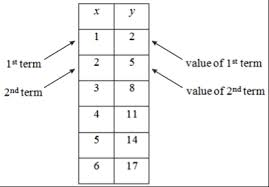 x y
1 2
1st term
value of 1st term
2 5
2nd term
value of 2nd term
3 8
4 11
5 14
6 17